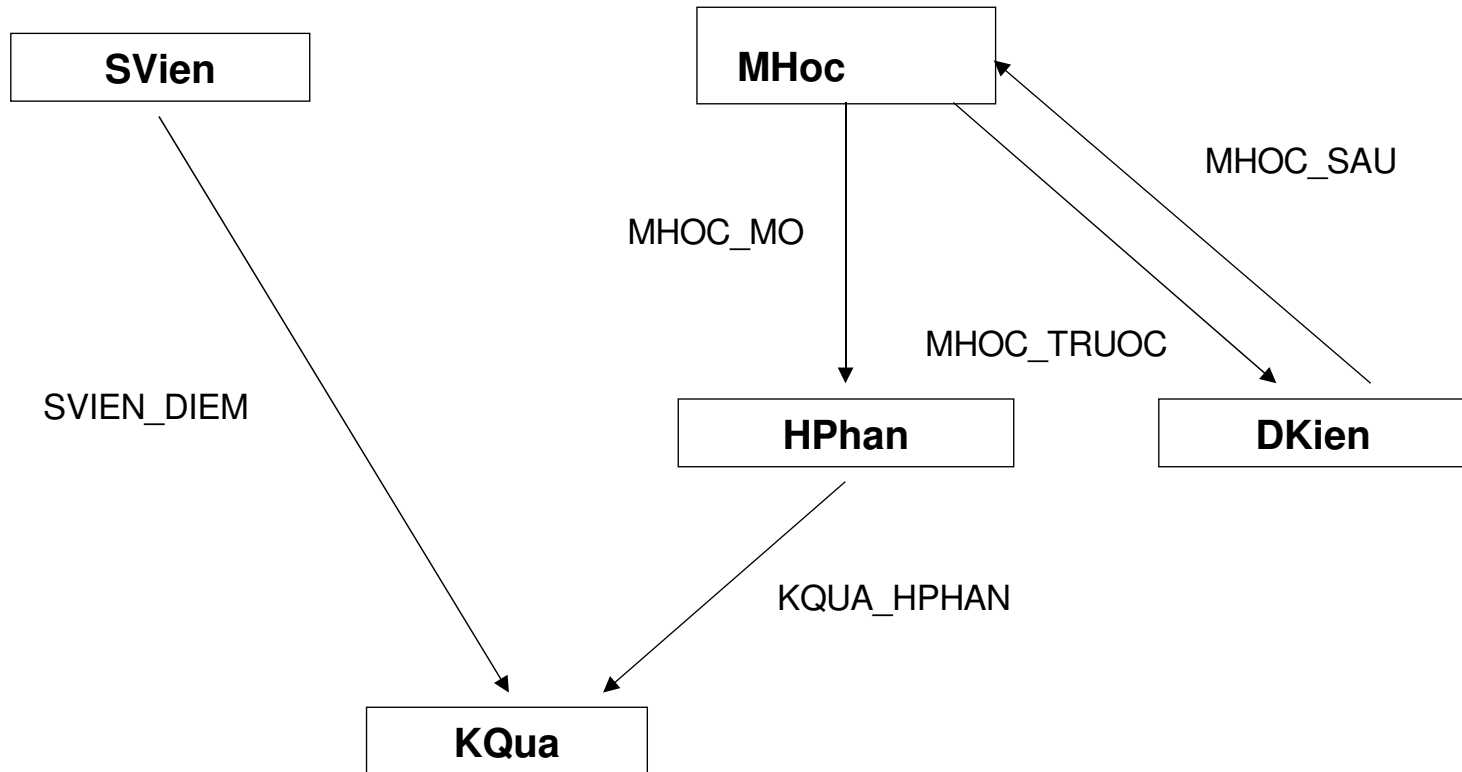 SVien
MHoc
MHOC_SAU
MHOC_MO
MHOC_TRUOC
SVIEN_DIEM
HPhan
DKien
KQUA_HPHAN
KQua